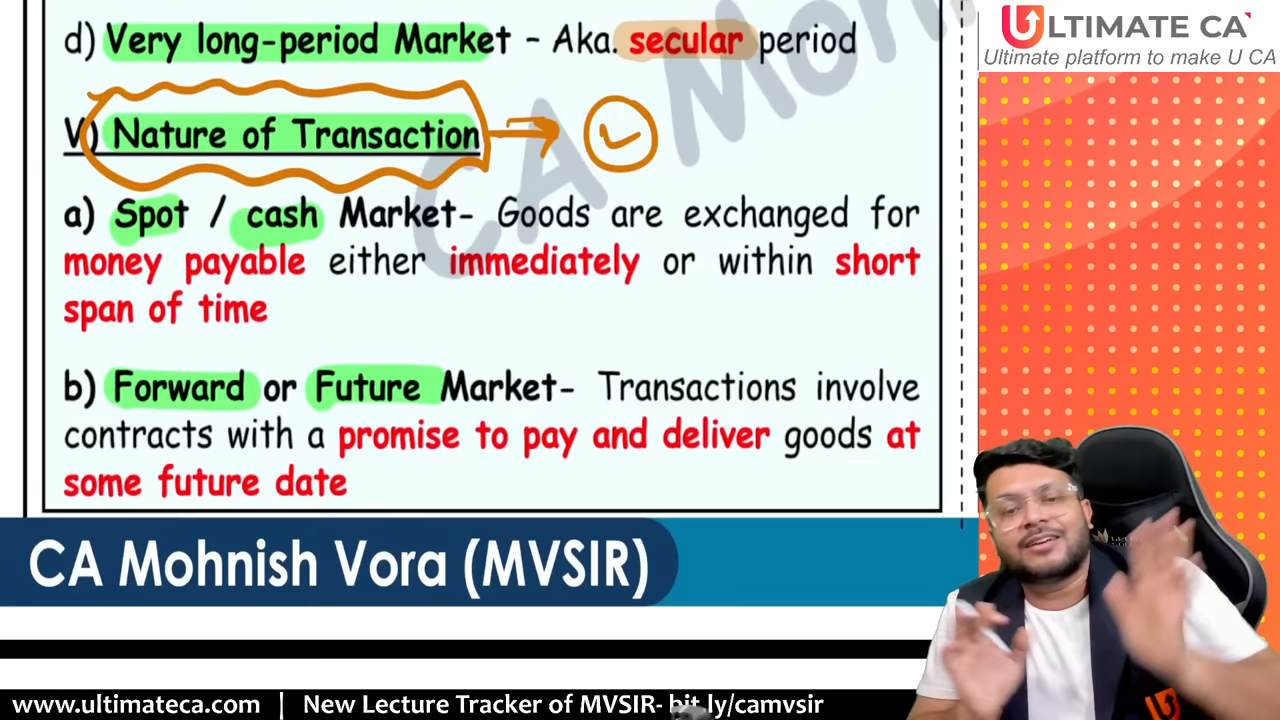 d) Very long-period Market - Aka. secular period
V) Nature of Transaction
a) Spot / cash Market- Goods are exchanged for
money payable either immediately or within short
span of time
b) Forward or Future Market- Transactions involve
contracts with a promise to pay and deliver goods at
some future date
CA Mohnish Vora (MVSIR)
www.ultimateca.com | New Lecture Tracker of MVSIR- bit.ly/camvsir
ULTIMATE CA
Ultimate platform to make U CA
CA Moh